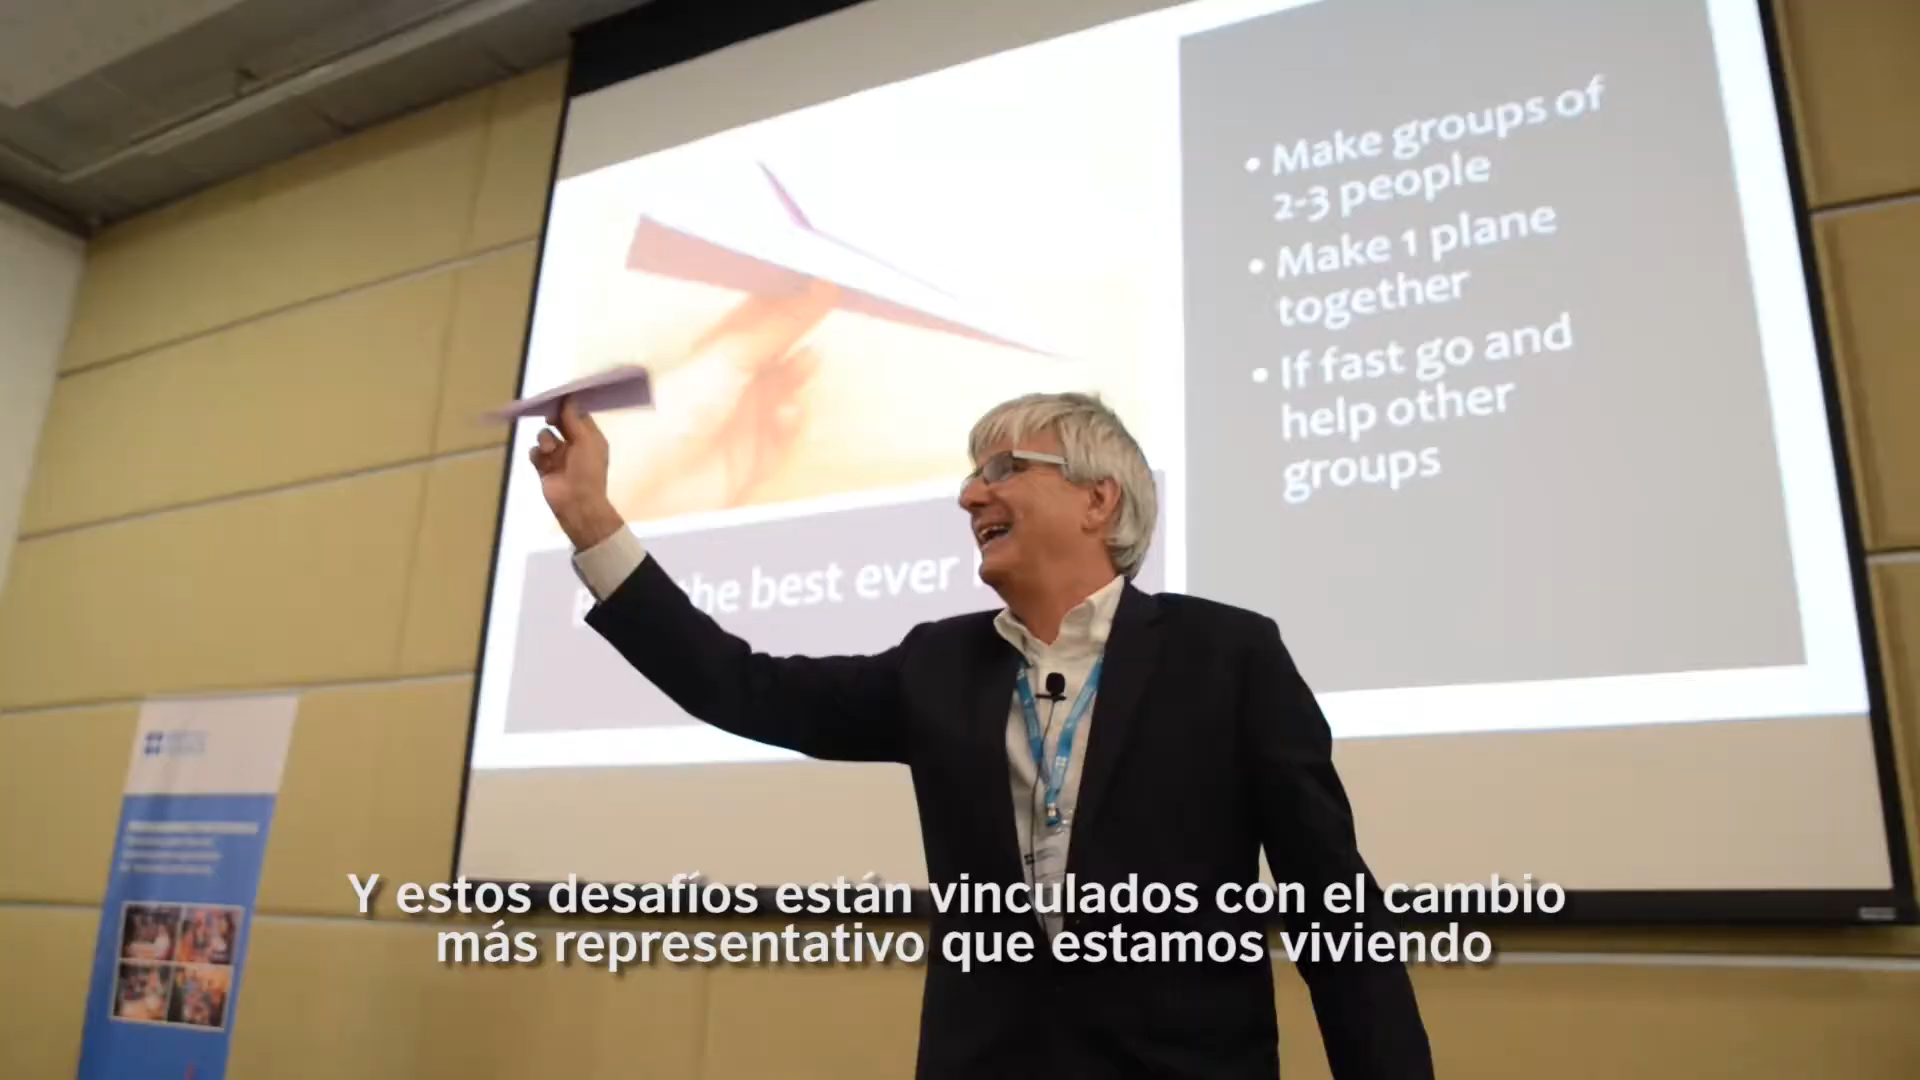 • Make groups of
2-3 people
• Make 1 plane
together
• If fast go and
help other
groups
the best ever
Y estos desafíos están vinculados con el cambio
más representativo que estamos viviendo